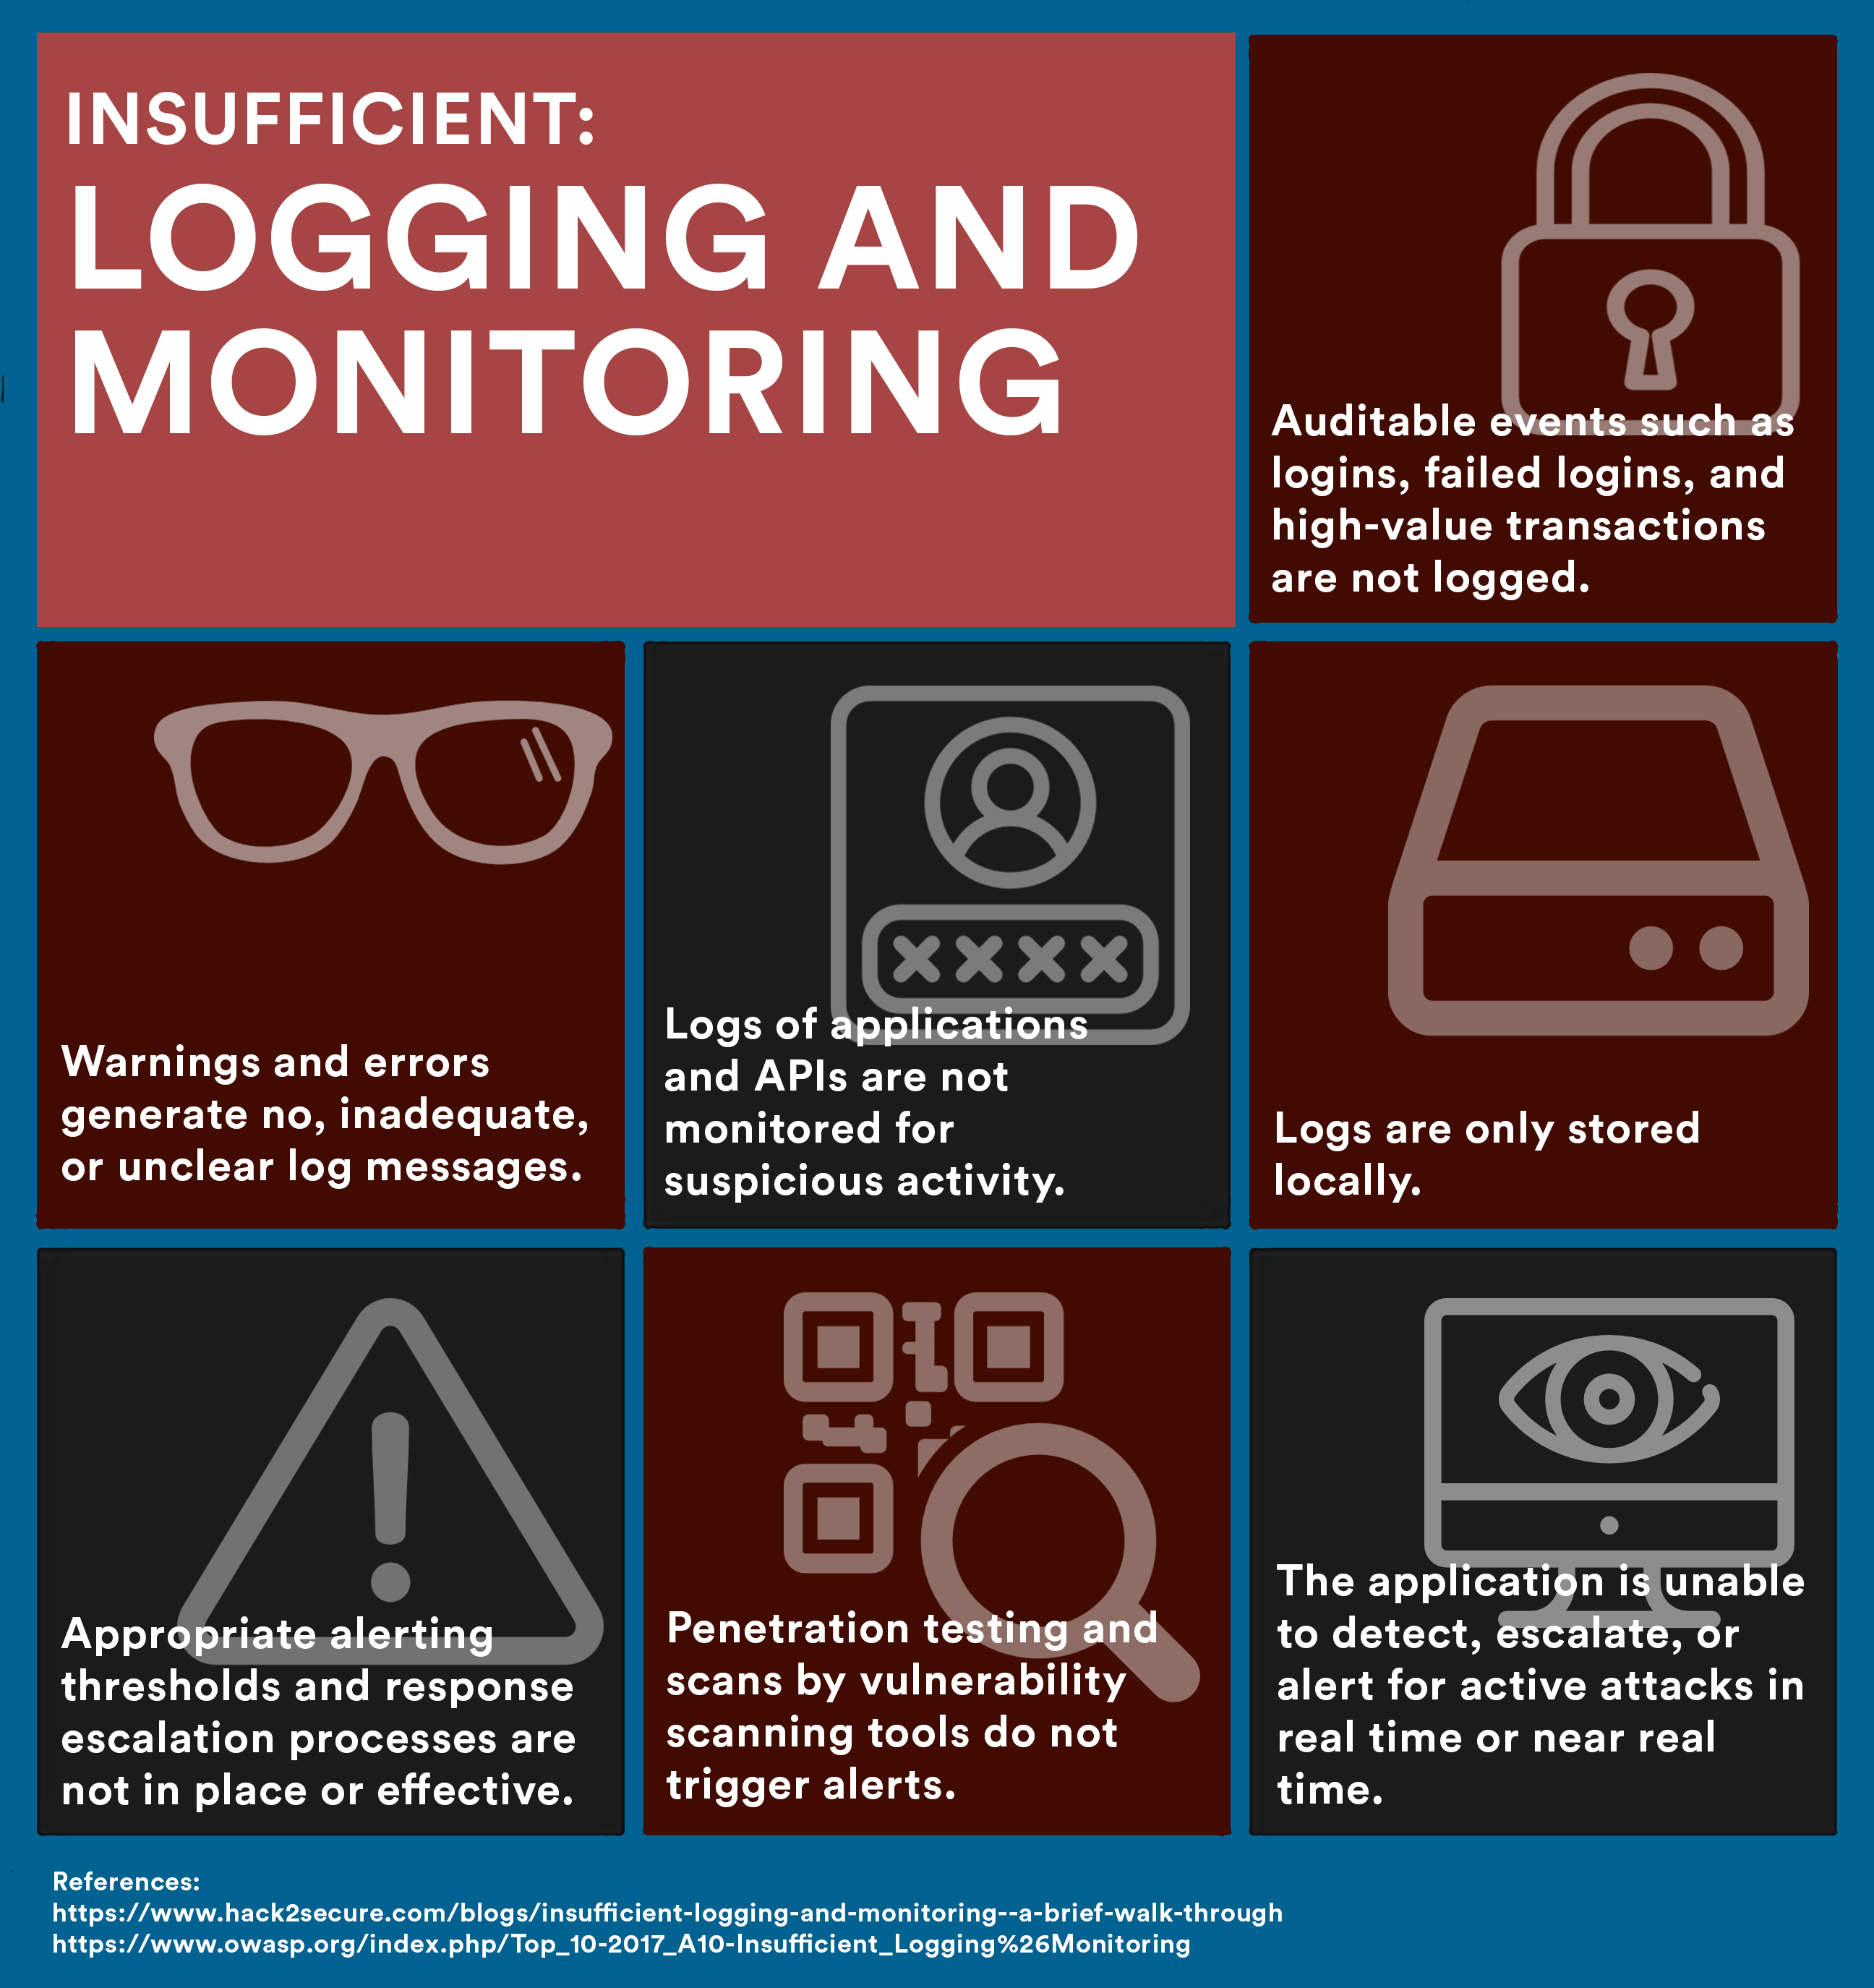 INSUFFICIENT:
LOGGING AND
MONITORING
Auditable events such as
logins, failed logins, and
high-value transactions
are not logged.
Warnings and errors
generate no, inadequate,
or unclear log messages.
Logs of applications
and APIs are not
monitored for
suspicious activity.
Logs are only stored
locally.
Appropriate alerting
thresholds and response
escalation processes are
not in place or effective.
Penetration testing and
scans by vulnerability
scanning tools do not
trigger alerts.
The application is unable
to detect, escalate, or
alert for active attacks in
real time or near real
time.
References:
https://www.hack2secure.com/blogs/insufficient-logging-and-monitoring--a-brief-walk-through
https://www.owasp.org/index.php/Top_10-2017_A10-Insufficient_Logging%26Monitoring